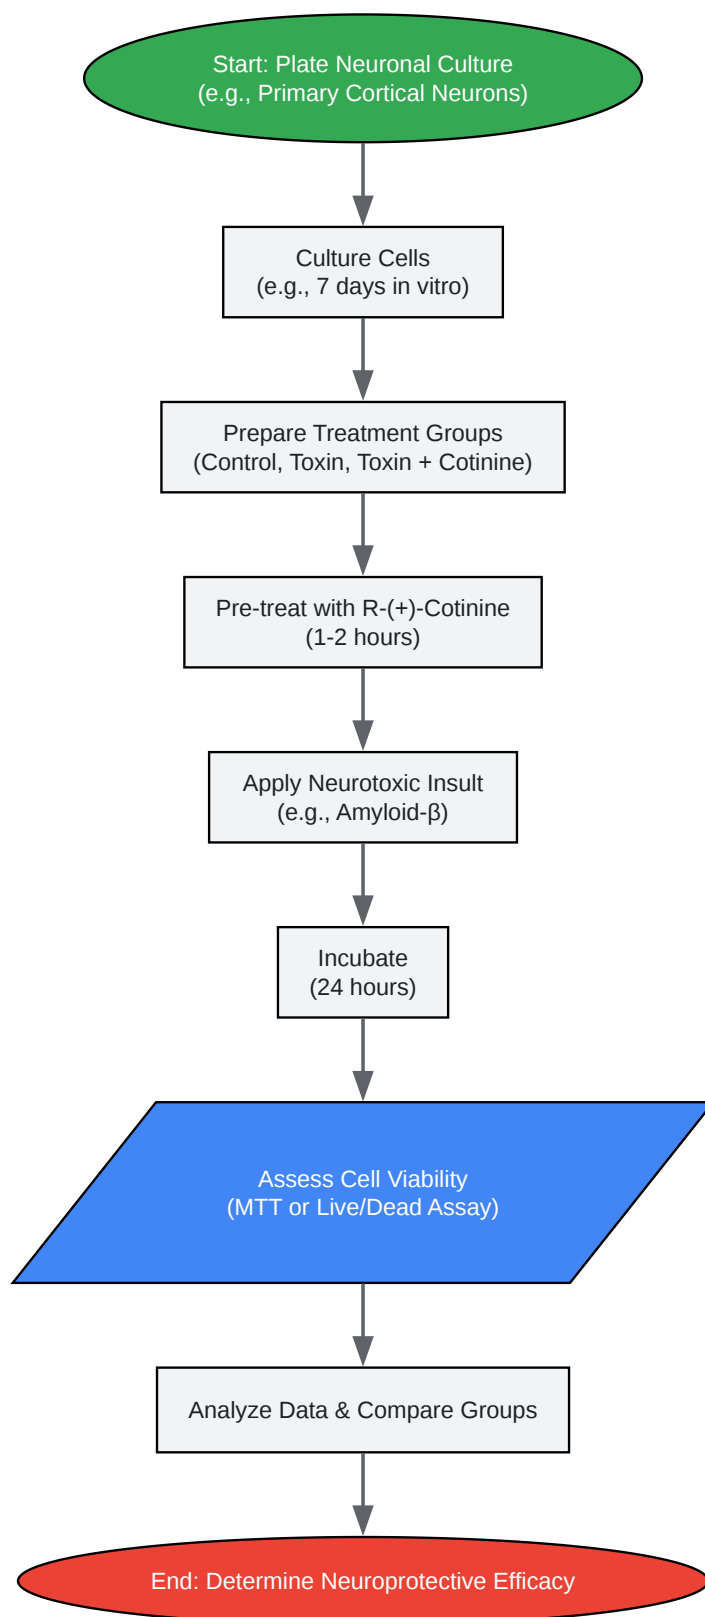 Start: Plate Neuronal Culture
(e.g., Primary Cortical Neurons)
Culture Cells
(e.g., 7 days in vitro)
Prepare Treatment Groups
(Control, Toxin, Toxin + Cotinine)
Pre-treat with R-(+)-Cotinine
(1-2 hours)
Apply Neurotoxic Insult
(e.g., Amyloid-β)
Incubate
(24 hours)
Assess Cell Viability
(MTT or Live/Dead Assay)
Analyze Data & Compare Groups
End: Determine Neuroprotective Efficacy